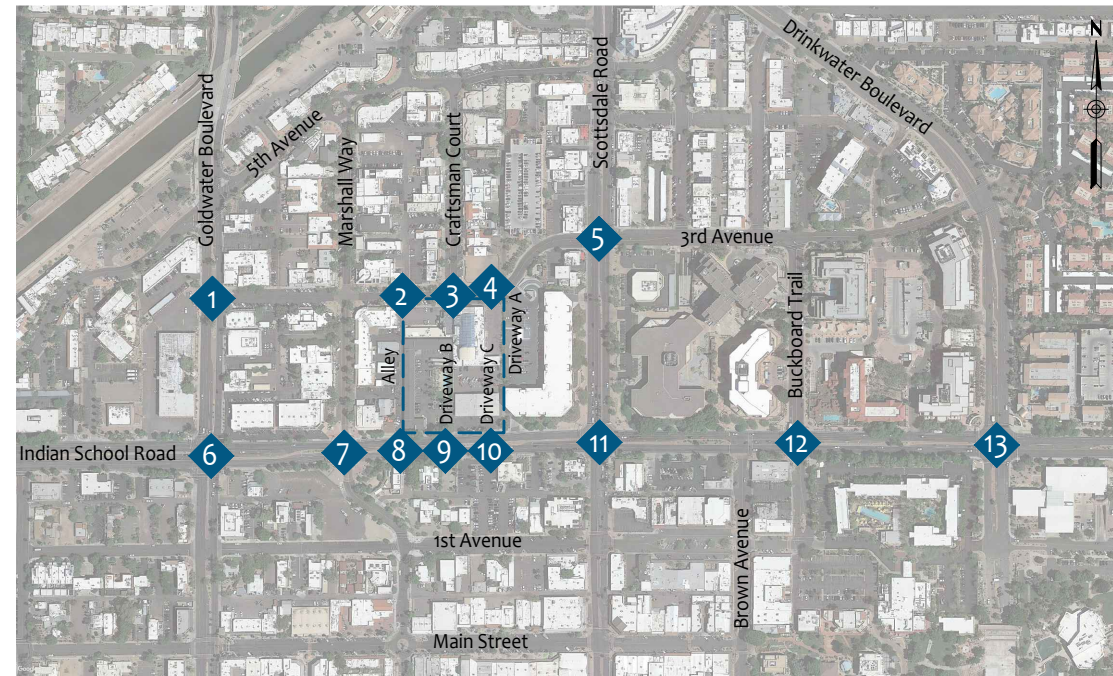 N
Drinkwater Boulevard
Scottsdale Road
Goldwater Boulevard
5th Avenue
Marshall Way
Craftsman Court
5
3rd Avenue
1
2
3
4
Driveway A
Buckboard Trail
Alley
Driveway B
Driveway C
Indian School Road
6
7
8
9
10
11
12
13
1st Avenue
Brown Avenue
Main Street
Google